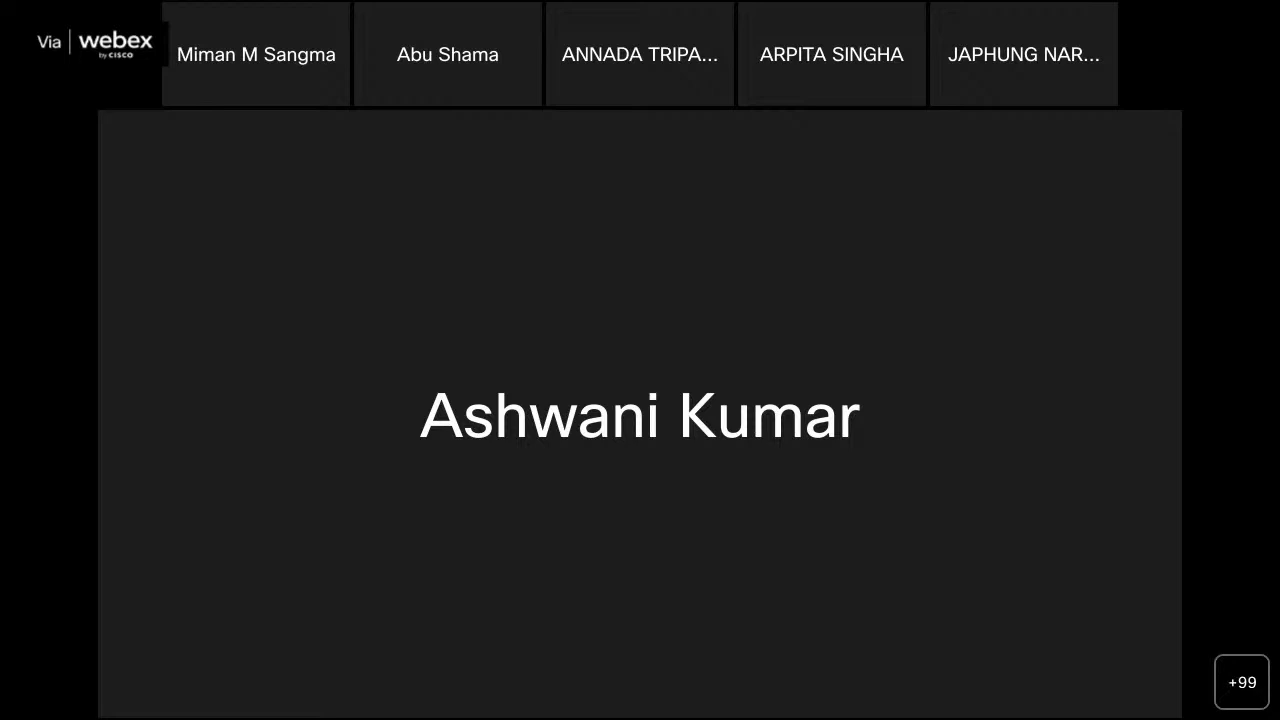 Via webex
by CISCO
Miman M Sangma
Abu Shama
ANNADA TRIPA...
ARPITA SINGHA
JAPHUNG NAR...
Ashwani Kumar
+99